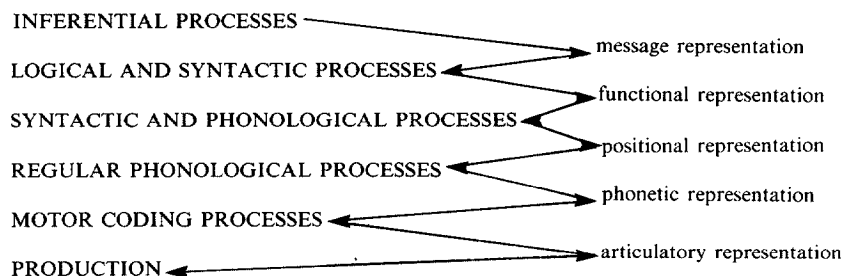 INFERENTIAL PROCESSES
message representation
LOGICAL AND SYNTACTIC PROCESSES
functional representation
SYNTACTIC AND PHONOLOGICAL PROCESSES
positional representation
REGULAR PHONOLOGICAL PROCESSES
phonetic representation
MOTOR CODING PROCESSES
articulatory representation
PRODUCTION